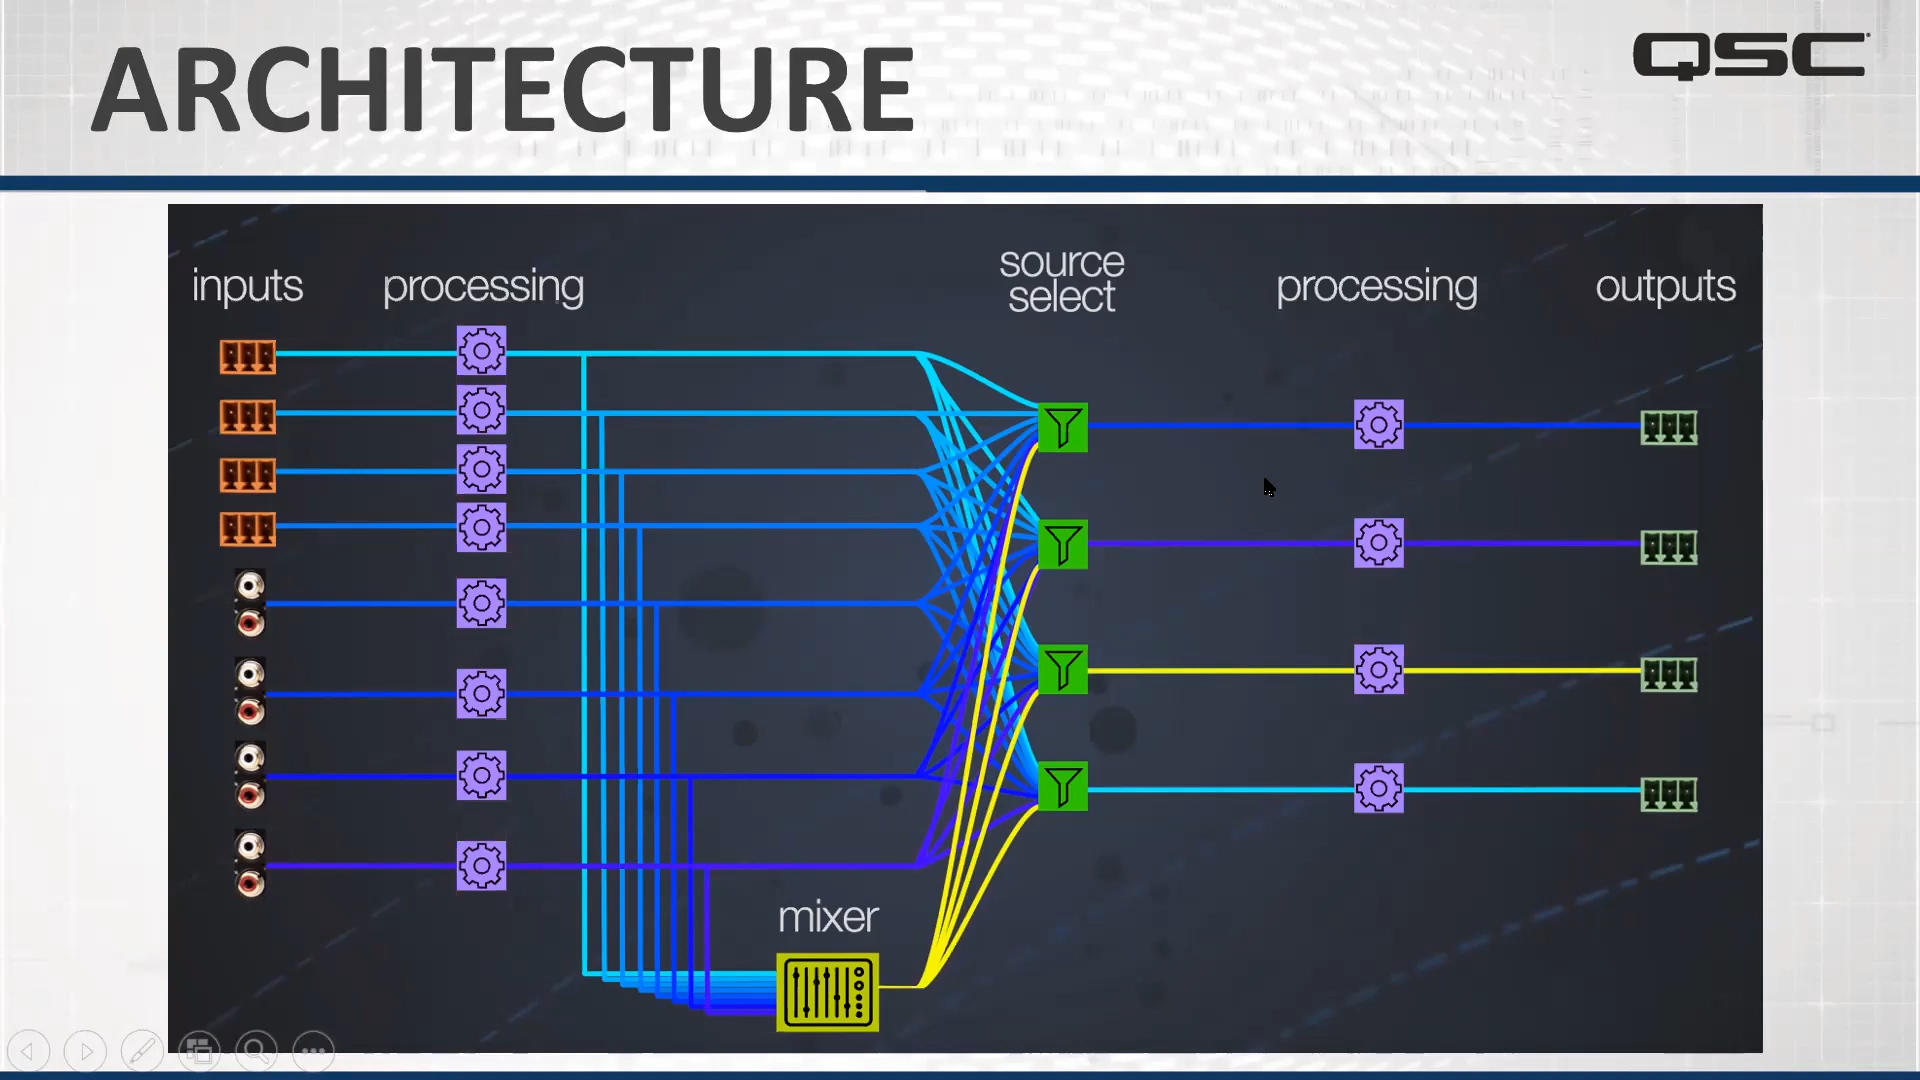 ARCHITECTURE
QSC
inputs
processing
source
select
processing
outputs
mixer